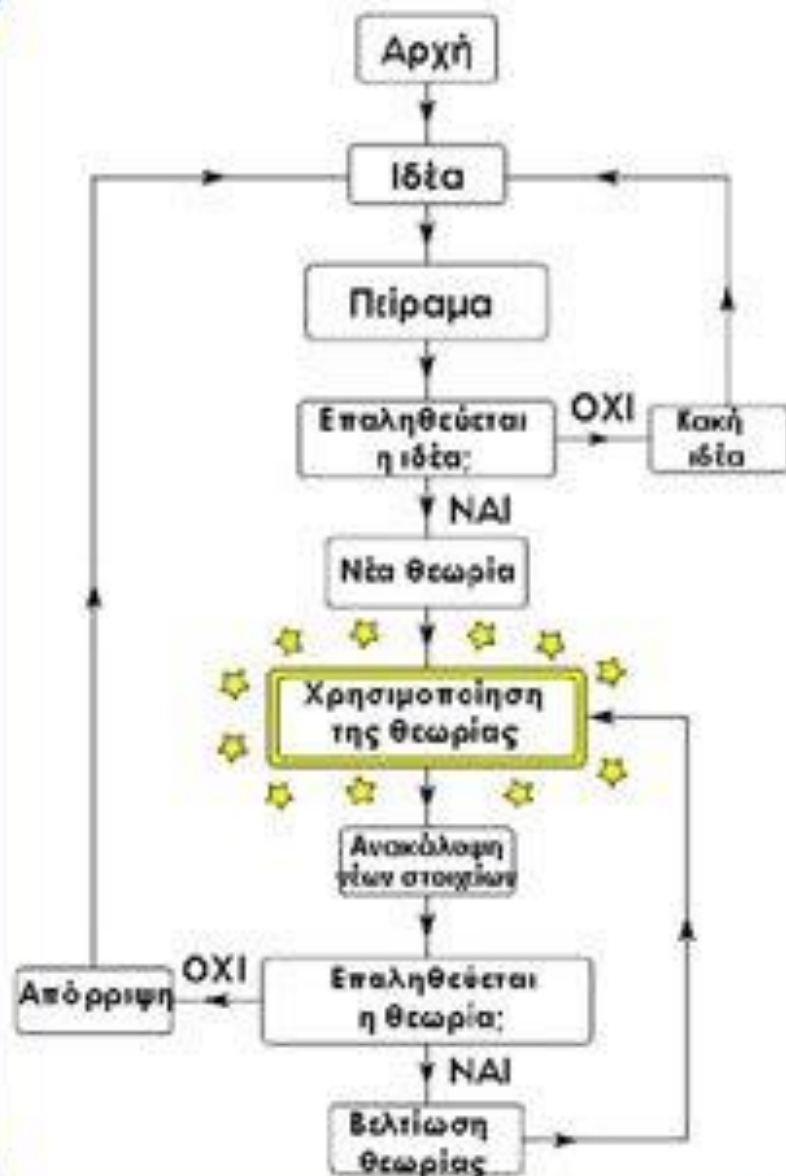 Αρχή
Ιδέα
Πείραμα
Επαληθεύεται
η ιδέα;
ΟΧΙ
Κακή
ιδέα
ΝΑΙ
Νέα θεωρία
Χρησιμοποίηση
της θεωρίας
Ανακάλυψη
νέων στοιχείων
Επαληθεύεται
η θεωρία;
ΟΧΙ
Απόρριψη
ΝΑΙ
Βελτίωση
θεωρίας